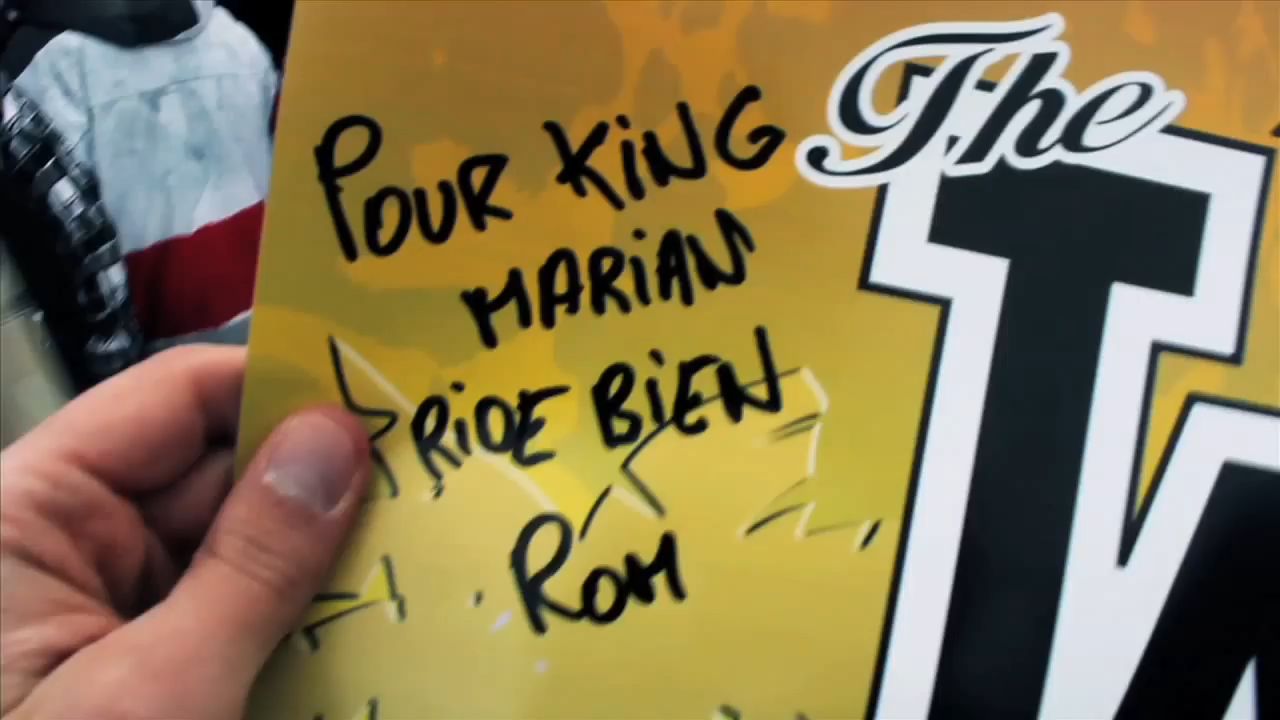 POUR KING
MARIAN
RIDE BIEN
ROM
The